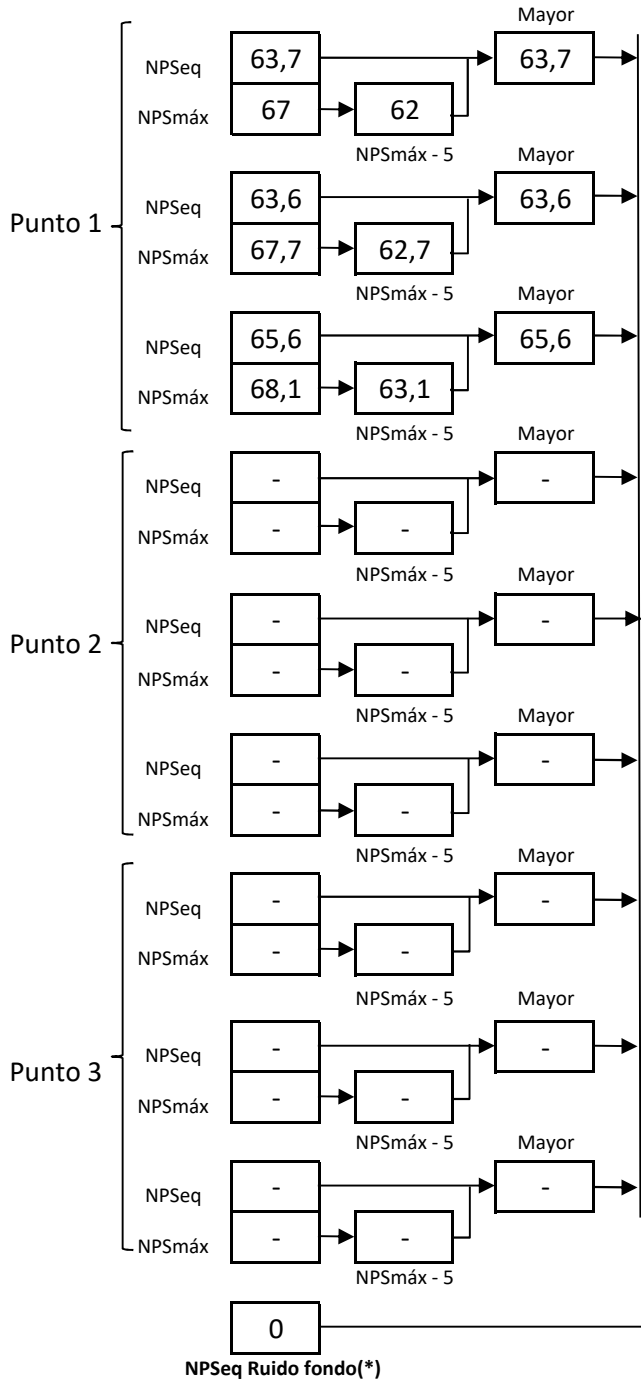 Mayor
NPSeq 63,7 63,7
NPSmáx 67 62
NPSmáx - 5
Mayor
NPSeq 63,6 63,6
Punto 1
NPSmáx 67,7 62,7
NPSmáx - 5
Mayor
NPSeq 65,6 65,6
NPSmáx 68,1 63,1
NPSmáx - 5
Mayor
NPSeq - -
NPSmáx - -
NPSmáx - 5
Mayor
NPSeq - -
Punto 2
NPSmáx - -
NPSmáx - 5
Mayor
NPSeq - -
NPSmáx - -
NPSmáx - 5
Mayor
NPSeq - -
NPSmáx - -
NPSmáx - 5
Mayor
NPSeq - -
Punto 3
NPSmáx - -
NPSmáx - 5
Mayor
NPSeq - -
NPSmáx - -
NPSmáx - 5
0
NPSeq Ruido fondo(*)